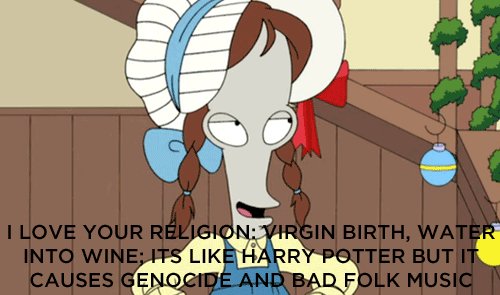 I LOVE YOUR RELIGION: VIRGIN BIRTH, WATER
INTO WINE; ITS LIKE HARRY POTTER BUT IT
CAUSES GENOCIDE AND BAD FOLK MUSIC